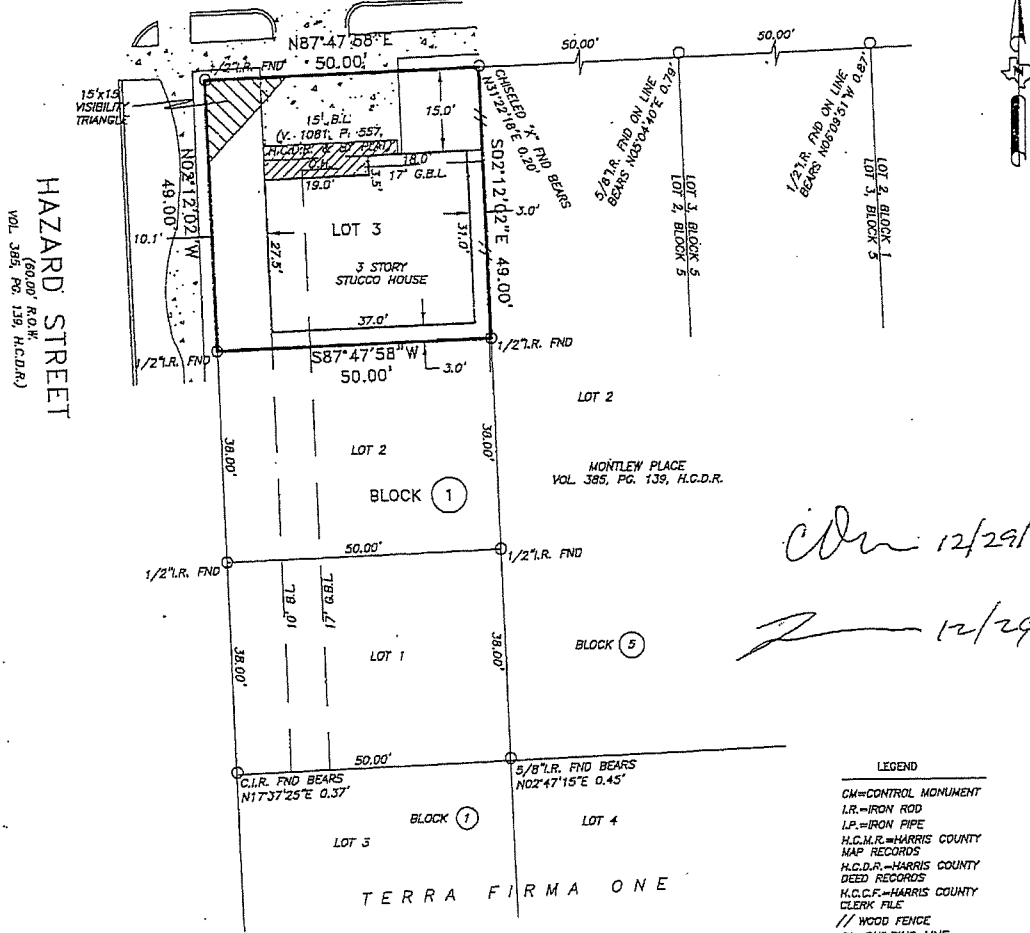 N87°47'58"E
50.00'
50.00'
50.00'
1/2"I.R. FND
15'x15'
VISIBILITY
TRIANGLE
CHISELED "X" FND BEARS
N31°22'18"E 0.20'
5/8"I.R. FND ON LINE
BEARS N05°04'40"E 0.79'
1/2"I.R. FND ON LINE
BEARS N06°09'51"W 0.87'
LOT 3, BLOCK 5
LOT 2, BLOCK 5
LOT 2, BLOCK 1
LOT 3, BLOCK 5
15' B.L.
(V. 1081, P. 557,
H.C.D.R. & PLAT)
15.0'
18.0'
17' G.B.L.
3.5'
19.0'
N02°12'02"W
49.00'
S02°12'02"E 49.00'
3.0'
10.1'
LOT 3
27.5'
31.0'
3 STORY
STUCCO HOUSE
37.0'
HAZARD STREET
(60.00' R.O.W.
VOL. 385, PG. 139, H.C.D.R.)
1/2"I.R. FND
S87°47'58"W
50.00'
3.0'
1/2"I.R. FND
LOT 2
38.00'
LOT 2
38.00'
MONTLEW PLACE
VOL. 385, PG. 139, H.C.D.R.
BLOCK 1
12/29/
50.00'
1/2"I.R. FND
1/2"I.R. FND
10' B.L.
17' G.B.L.
12/29
38.00'
LOT 1
38.00'
BLOCK 5
50.00'
C.I.R. FND BEARS
N17°37'25"E 0.37'
5/8"I.R. FND BEARS
N02°47'15"E 0.45'
BLOCK 1
LOT 4
LOT 3
TERRA FIRMA ONE
LEGEND
CM=CONTROL MONUMENT
I.R.=IRON ROD
I.P.=IRON PIPE
H.C.M.R.=HARRIS COUNTY
MAP RECORDS
H.C.D.R.=HARRIS COUNTY
DEED RECORDS
H.C.C.F.=HARRIS COUNTY
CLERK FILE
// WOOD FENCE